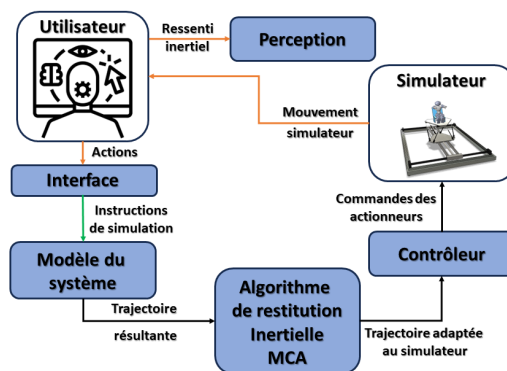 Utilisateur
Ressenti
inertiel
Perception
Simulateur
Mouvement
simulateur
Actions
Interface
Instructions
de simulation
Commandes des
actionneurs
Modèle du
système
Contrôleur
Trajectoire
résultante
Algorithme
de restitution
Inertielle
MCA
Trajectoire adaptée
au simulateur